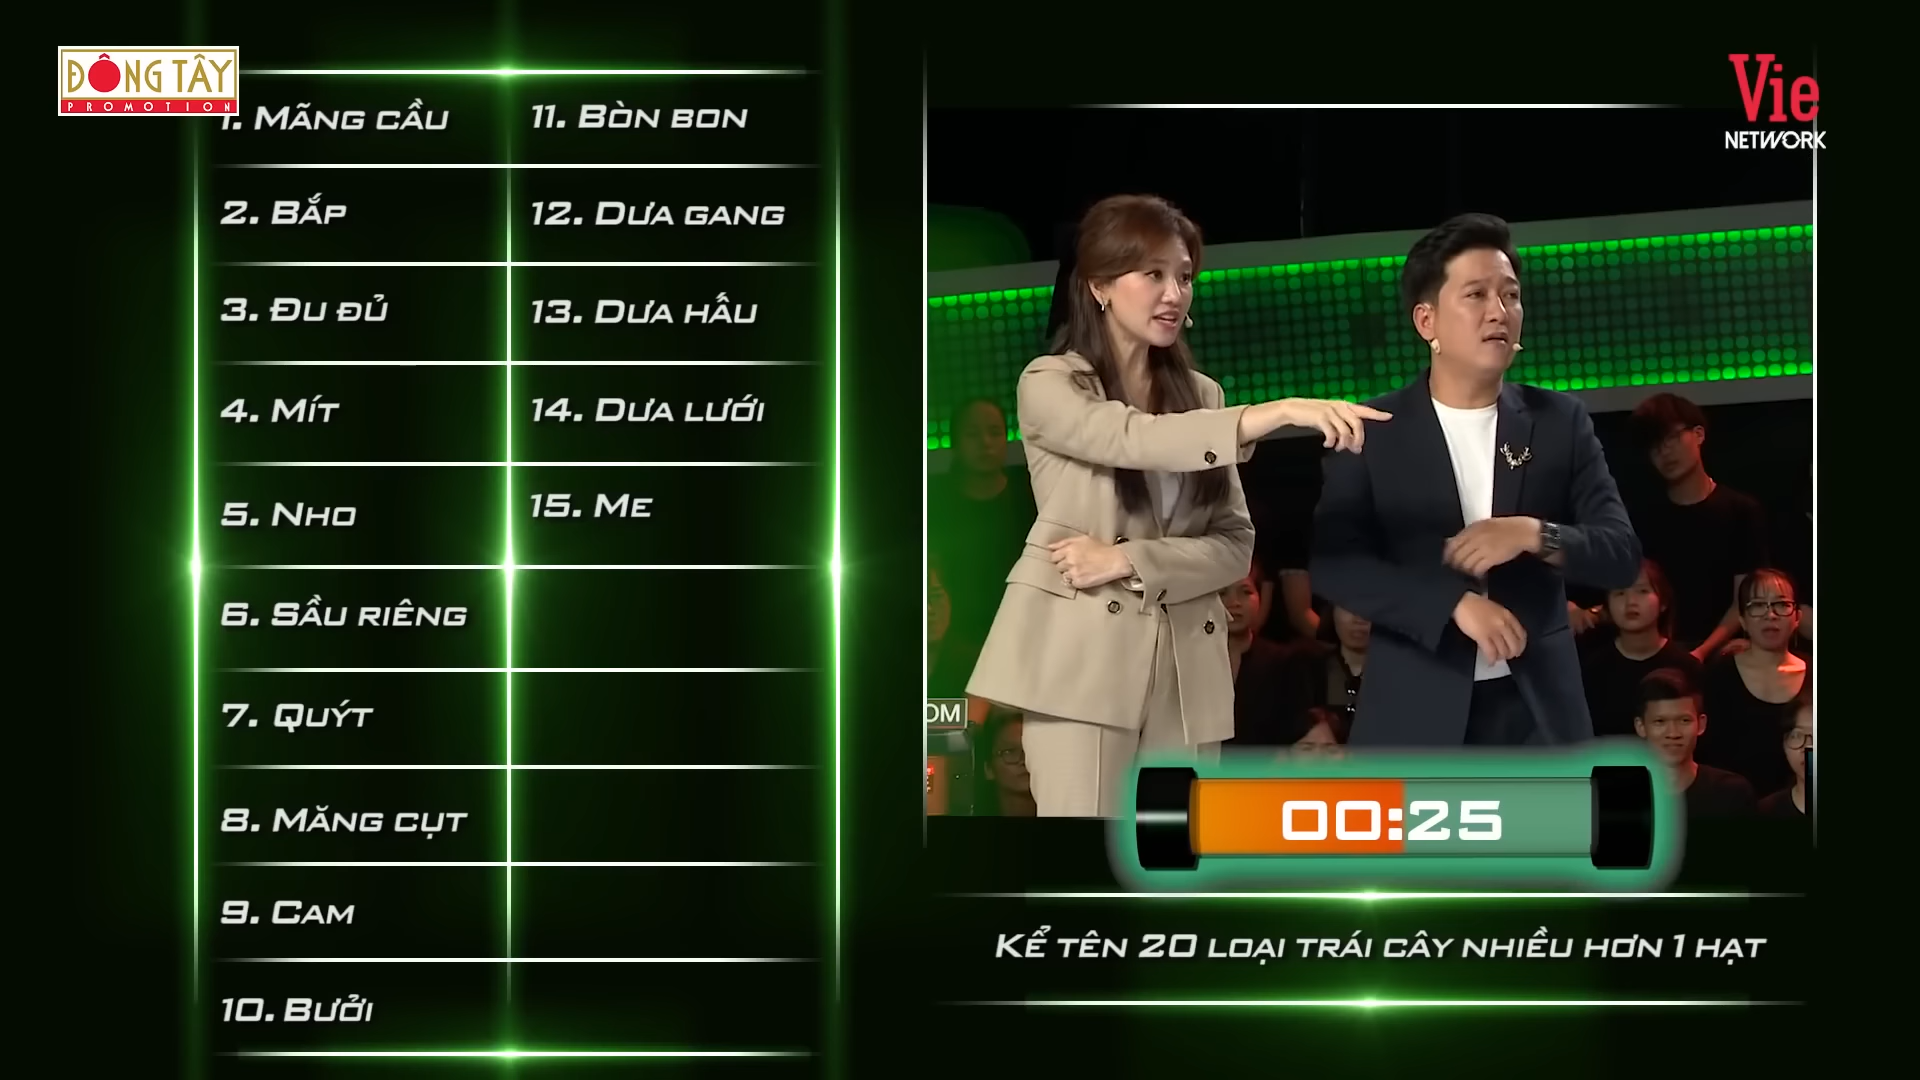 ĐÔNG TÂY
PROMOTION
Vie
NETWORK
1. MÃNG CẦU
2. BẮP
3. ĐU ĐỦ
4. MÍT
5. NHO
6. SẦU RIÊNG
7. QUÝT
8. MĂNG CỤT
9. CAM
10. BƯỞI
11. BÒN BON
12. DƯA GANG
13. DƯA HẤU
14. DƯA LƯỚI
15. ME
OM
00:25
KỂ TÊN 20 LOẠI TRÁI CÂY NHIỀU HƠN 1 HẠT